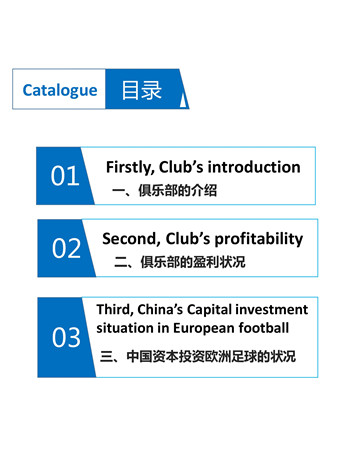 Catalogue 目录
01
Firstly, Club's introduction
一、俱乐部的介绍
02
Second, Club's profitability
二、俱乐部的盈利状况
03
Third, China's Capital investment
situation in European football
三、中国资本投资欧洲足球的状况